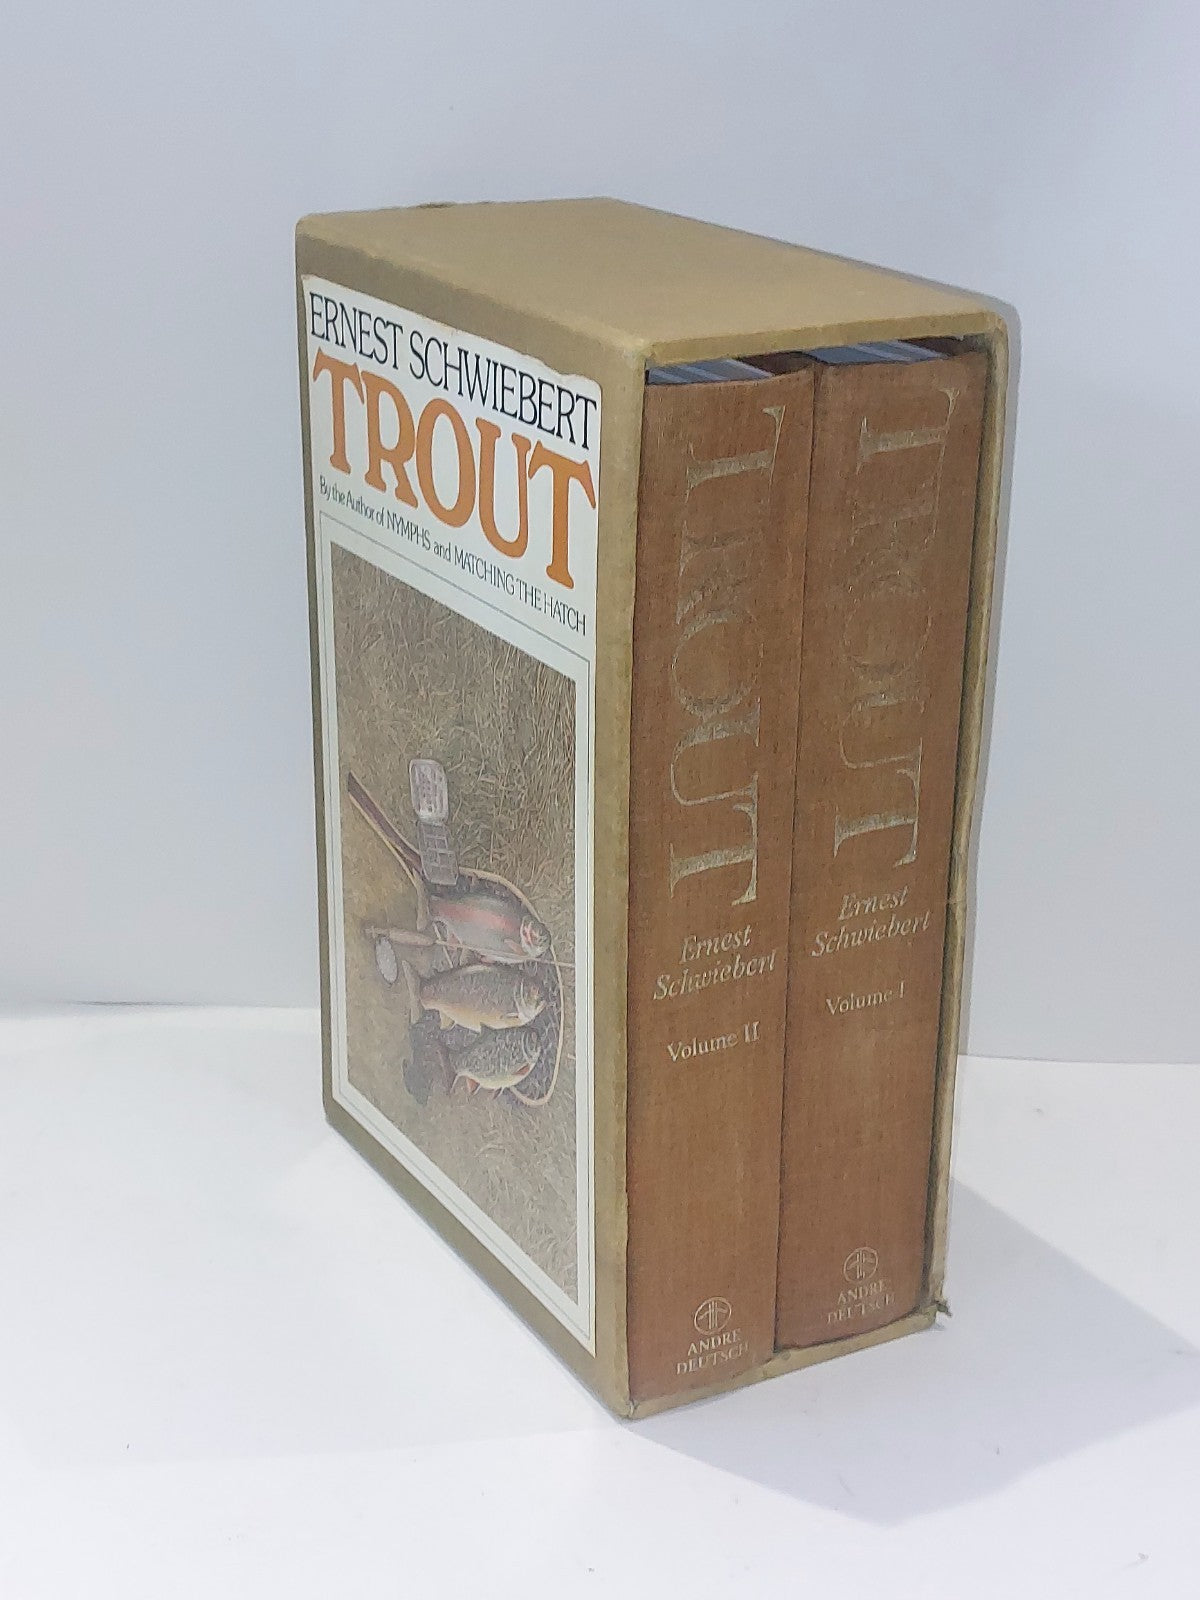 ERNEST SCHWIEBERT
TROUT
By the Author of NYMPHS and MATCHING THE HATCH
TROUT
Ernest
Schwiebert
Volume II
ANDRE
DEUTSCH
TROUT
Ernest
Schwiebert
Volume I
ANDRE
DEUTSCH